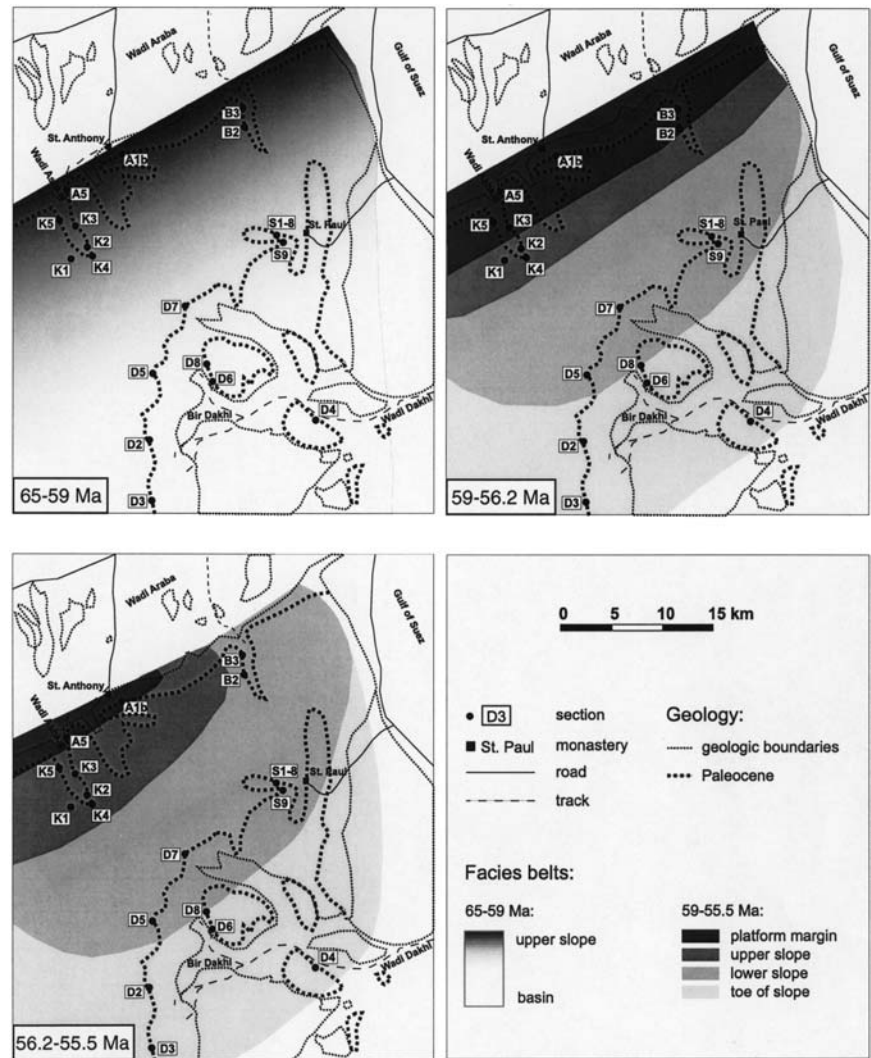 Wadi Araba
Gulf of Suez
St. Anthony
Wadi A
B3
B2
A1b
A5
K5
K3
K2
K1
K4
S1-8
St. Paul
S9
D7
D8
D5
D6
D4
Bir Dakhl
Wadi Dakhl
D2
D3
65-59 Ma
Wadi Araba
Gulf of Suez
St. Anthony
Wadi A
B3
B2
A1b
A5
K5
K3
K2
K1
K4
S1-8
St. Paul
S9
D7
D8
D5
D6
D4
Bir Dakhl
Wadi Dakhl
D2
D3
59-56.2 Ma
Wadi Araba
Gulf of Suez
St. Anthony
Wadi
B3
B2
A1b
A5
K5
K3
K2
K1
K4
S1-8
St. Paul
S9
D7
D8
D5
D6
D4
Bir Dakhl
Wadi Dakhl
D2
D3
56.2-55.5 Ma
0 5 10 15 km
D3 section
St. Paul monastery
road
track
Geology:
geologic boundaries
Paleocene
Facies belts:
65-59 Ma:
upper slope
basin
59-55.5 Ma:
platform margin
upper slope
lower slope
toe of slope